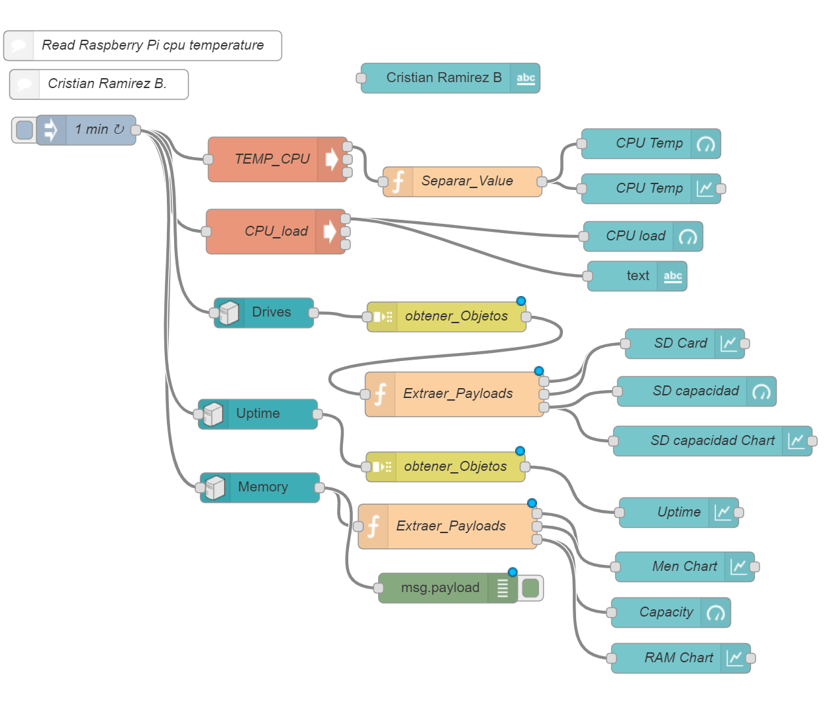 Read Raspberry Pi cpu temperature
Cristian Ramirez B.
Cristian Ramirez B abc
1 min ↻
TEMP_CPU
Separar_Value
CPU Temp
CPU Temp
CPU_load
CPU load
text abc
Drives
obtener_Objetos
SD Card
Extraer_Payloads
SD capacidad
Uptime
SD capacidad Chart
obtener_Objetos
Memory
Uptime
Extraer_Payloads
Men Chart
msg.payload
Capacity
RAM Chart